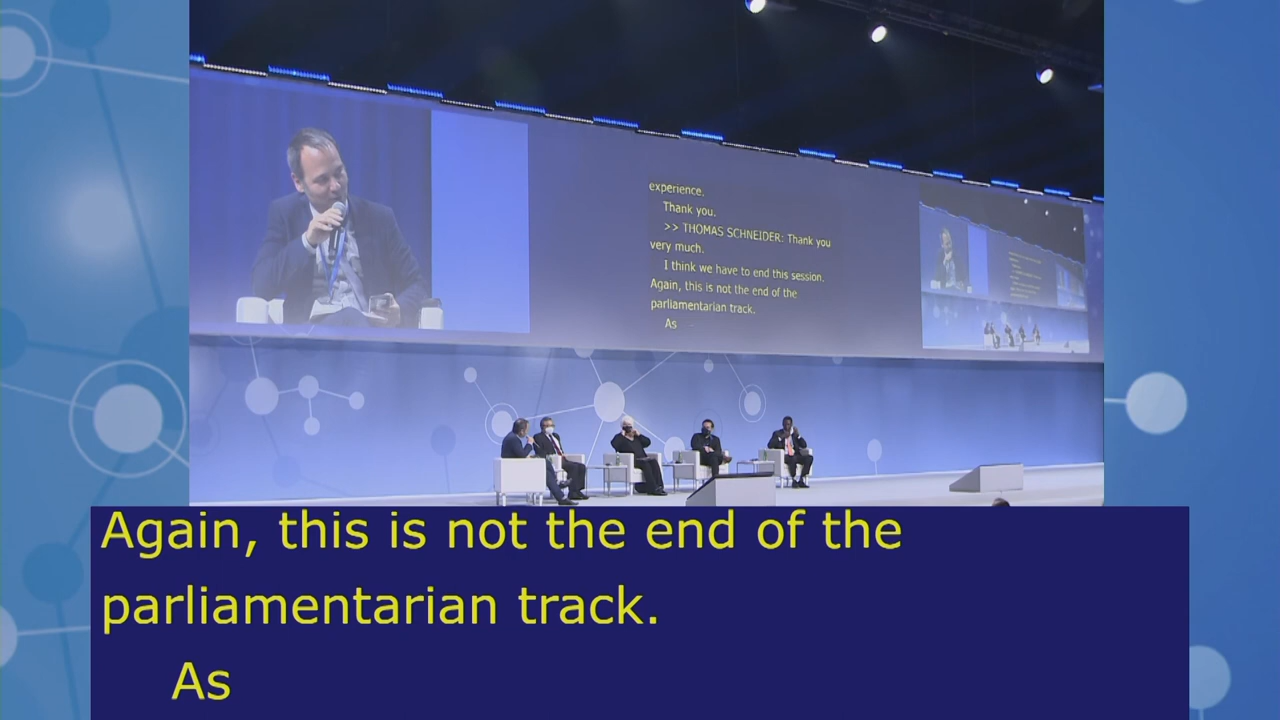 experience.
Thank you.
>> THOMAS SCHNEIDER: Thank you
very much.
I think we have to end this session.
Again, this is not the end of the
parliamentarian track.
As
Again, this is not the end of the
parliamentarian track.
As